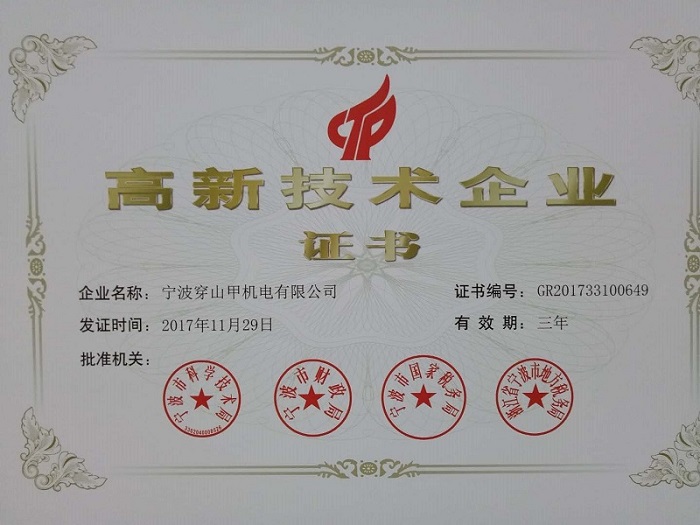 高新技术企业
证书
企业名称：宁波穿山甲机电有限公司
证书编号：GR201733100649
发证时间：2017年11月29日
有效期：三年
批准机关：
宁波市科学技术局
宁波市财政局
宁波市国家税务局
浙江省宁波市地方税务局